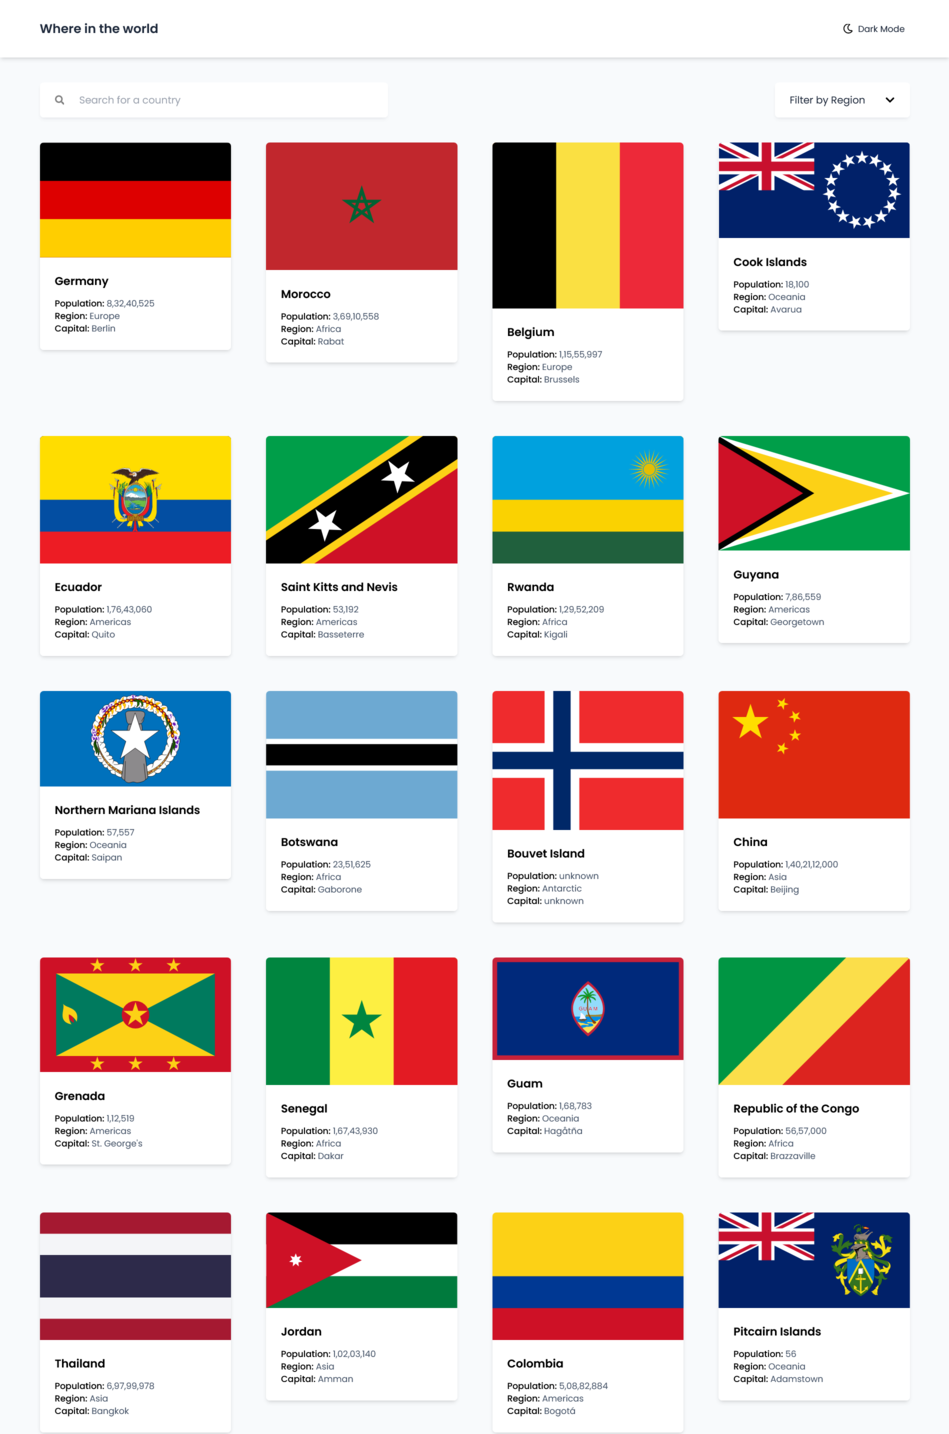 Where in the world
Dark Mode
Search for a country
Filter by Region
Germany
Population: 8,32,40,525
Region: Europe
Capital: Berlin
Morocco
Population: 3,69,10,558
Region: Africa
Capital: Rabat
Belgium
Population: 1,15,55,997
Region: Europe
Capital: Brussels
Cook Islands
Population: 18,100
Region: Oceania
Capital: Avarua
Ecuador
Population: 1,76,43,060
Region: Americas
Capital: Quito
Saint Kitts and Nevis
Population: 53,192
Region: Americas
Capital: Basseterre
Rwanda
Population: 1,29,52,209
Region: Africa
Capital: Kigali
Guyana
Population: 7,86,559
Region: Americas
Capital: Georgetown
Northern Mariana Islands
Population: 57,557
Region: Oceania
Capital: Saipan
Botswana
Population: 23,51,625
Region: Africa
Capital: Gaborone
Bouvet Island
Population: unknown
Region: Antarctic
Capital: unknown
China
Population: 1,40,21,12,000
Region: Asia
Capital: Beijing
Grenada
Population: 1,12,519
Region: Americas
Capital: St. George's
Senegal
Population: 1,67,43,930
Region: Africa
Capital: Dakar
GUAM
Guam
Population: 1,68,783
Region: Oceania
Capital: Hagåtña
Republic of the Congo
Population: 56,57,000
Region: Africa
Capital: Brazzaville
Thailand
Population: 6,97,99,978
Region: Asia
Capital: Bangkok
Jordan
Population: 1,02,03,140
Region: Asia
Capital: Amman
Colombia
Population: 5,08,82,884
Region: Americas
Capital: Bogotá
Pitcairn Islands
Population: 56
Region: Oceania
Capital: Adamstown